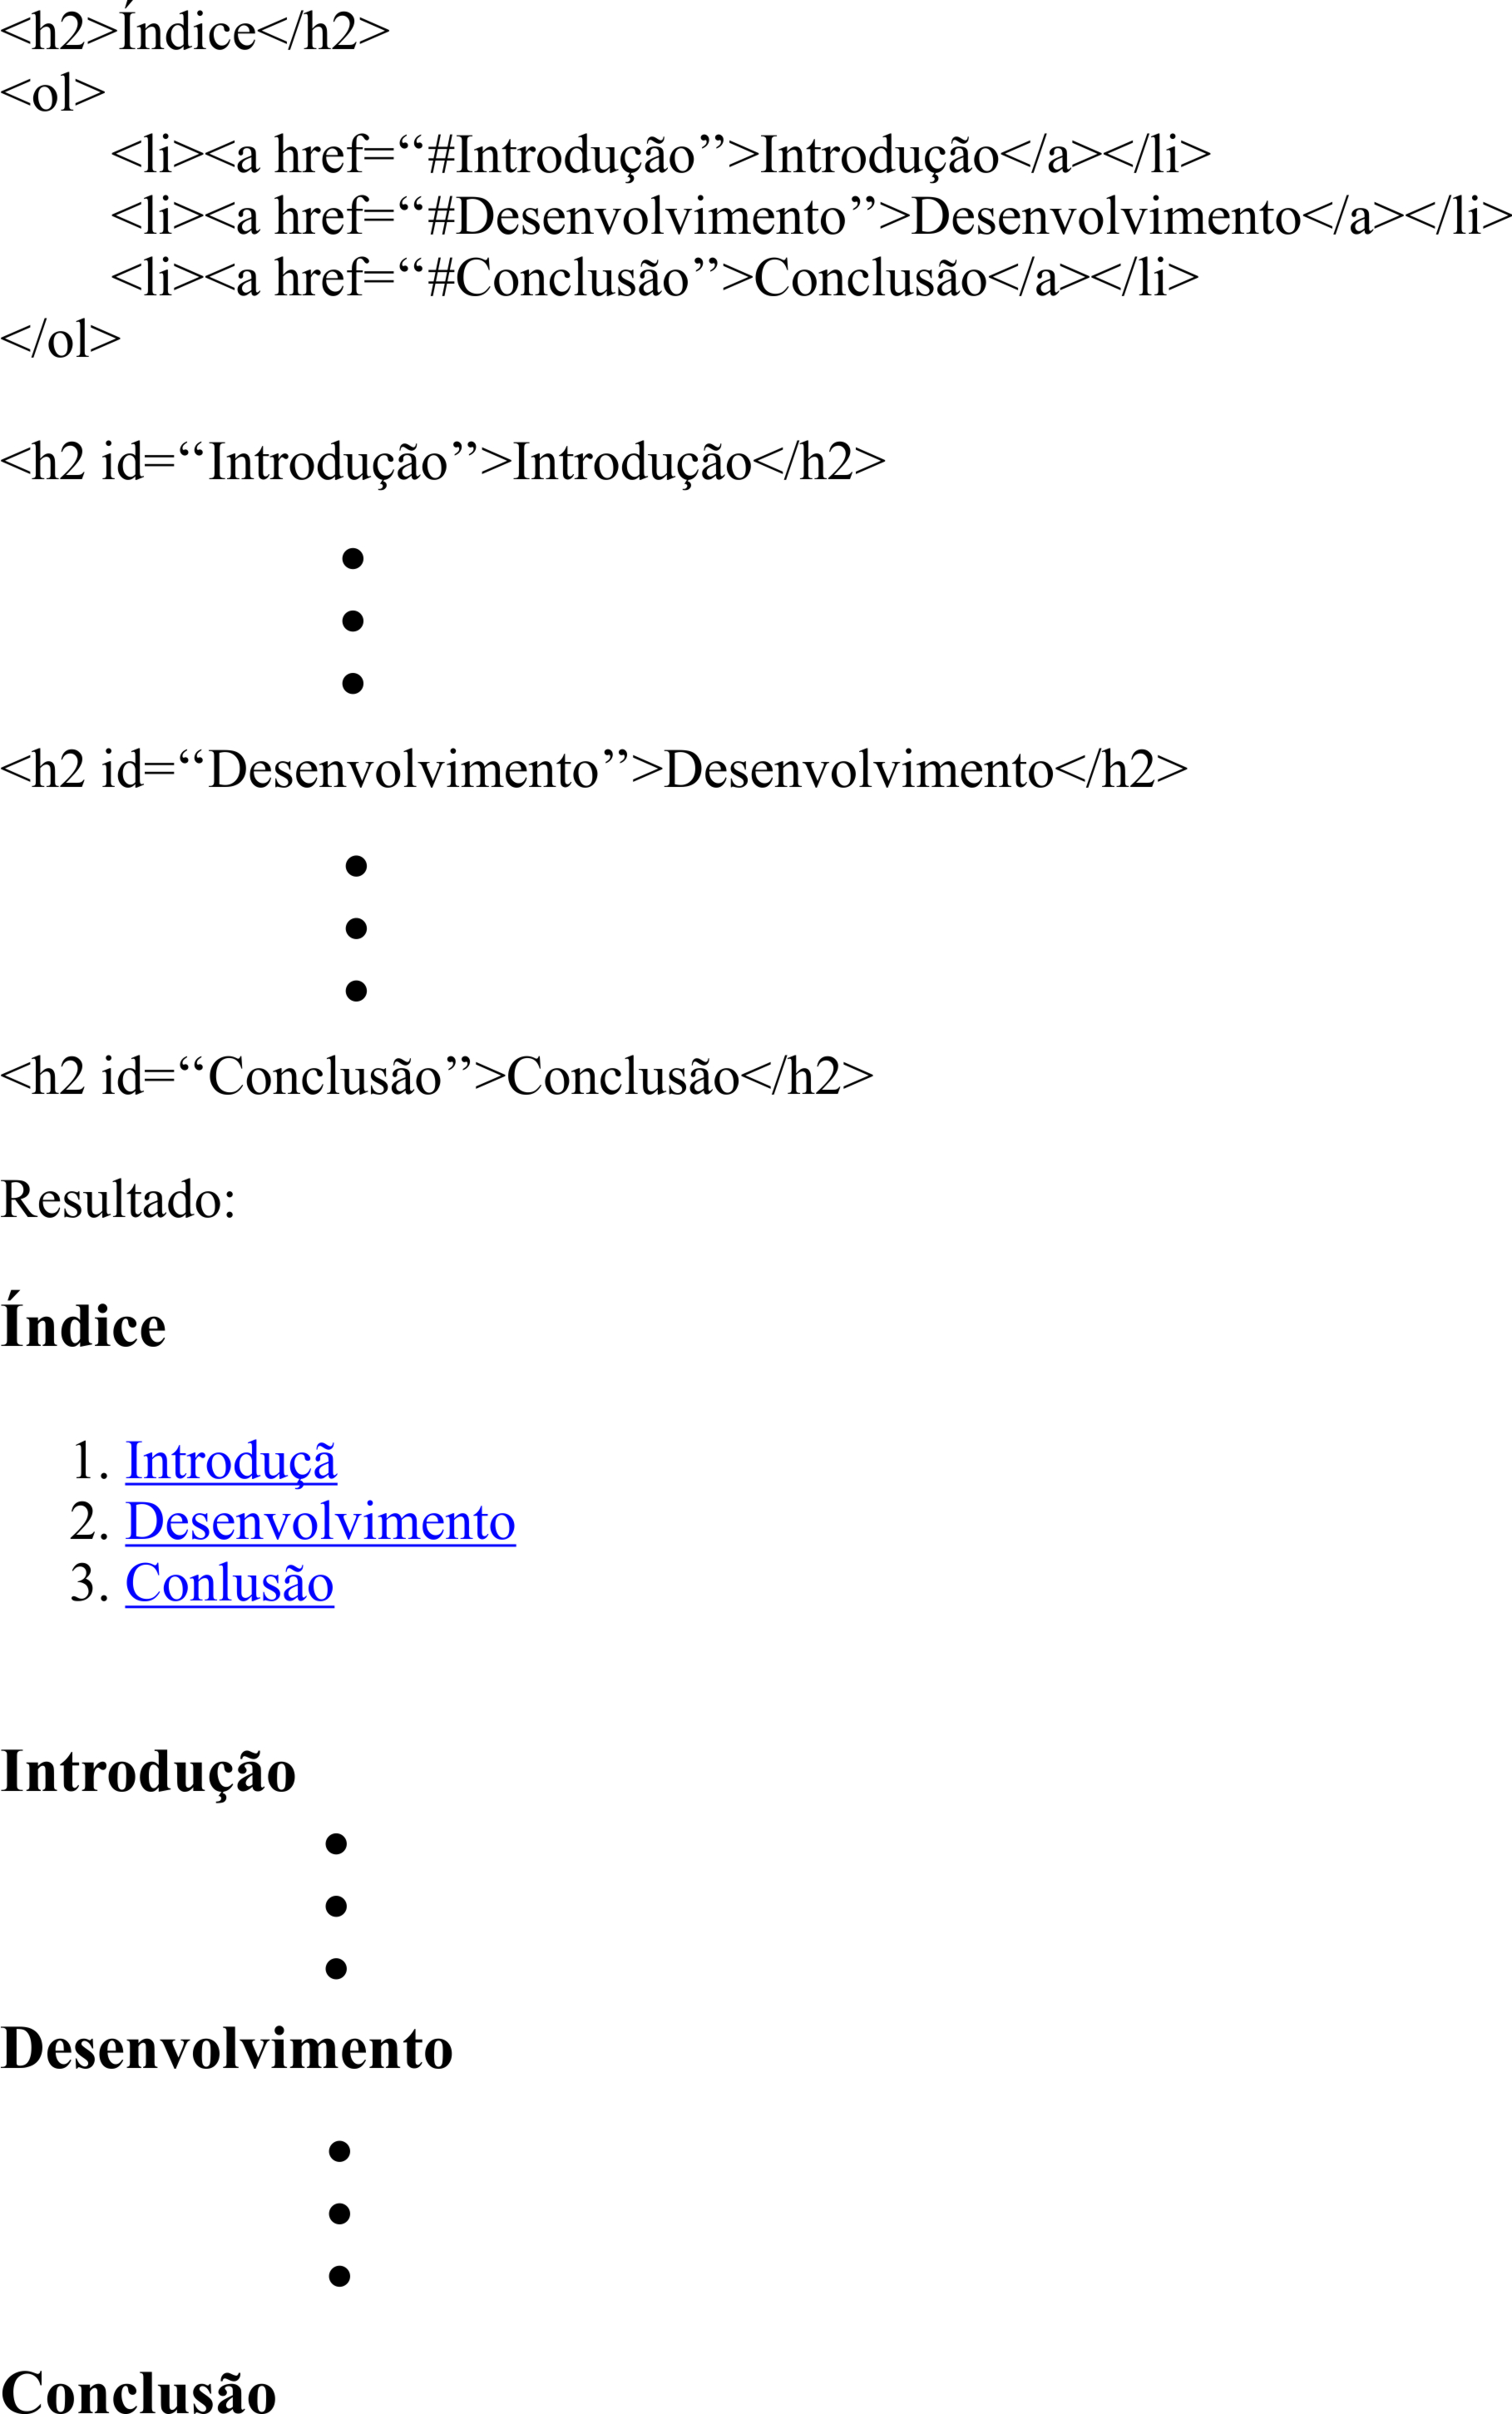 <h2>Índice</h2>
<ol>
<li><a href=“#Introdução”>Introdução</a></li>
<li><a href=“#Desenvolvimento”>Desenvolvimento</a></li>
<li><a href=“#Conclusão”>Conclusão</a></li>
</ol>
<h2 id=“Introdução”>Introdução</h2>
•
•
•
<h2 id=“Desenvolvimento”>Desenvolvimento</h2>
•
•
•
<h2 id=“Conclusão”>Conclusão</h2>
Resultado:
Índice
1. Introduçã
2. Desenvolvimento
3. Conlusão
Introdução
•
•
•
Desenvolvimento
•
•
•
Conclusão